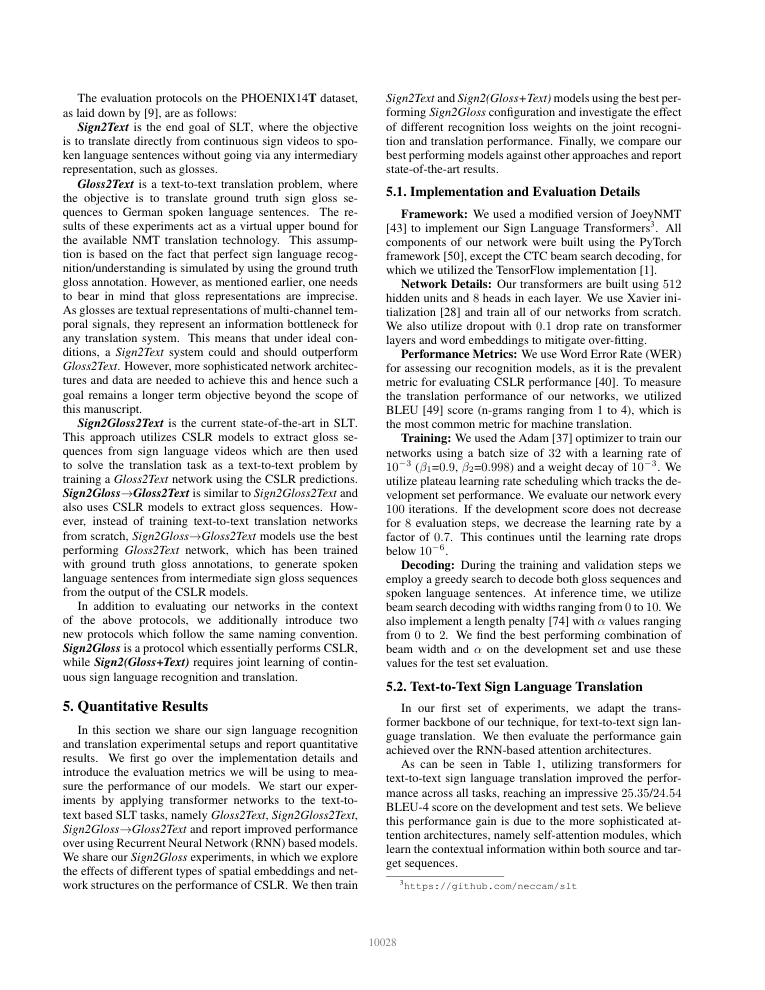 The evaluation protocols on the PHOENIX14T dataset,
as laid down by [9], are as follows:
Sign2Text is the end goal of SLT, where the objective
is to translate directly from continuous sign videos to spo-
ken language sentences without going via any intermediary
representation, such as glosses.
Gloss2Text is a text-to-text translation problem, where
the objective is to translate ground truth sign gloss se-
quences to German spoken language sentences. The re-
sults of these experiments act as a virtual upper bound for
the available NMT translation technology. This assump-
tion is based on the fact that perfect sign language recog-
nition/understanding is simulated by using the ground truth
gloss annotation. However, as mentioned earlier, one needs
to bear in mind that gloss representations are imprecise.
As glosses are textual representations of multi-channel tem-
poral signals, they represent an information bottleneck for
any translation system. This means that under ideal con-
ditions, a Sign2Text system could and should outperform
Gloss2Text. However, more sophisticated network architec-
tures and data are needed to achieve this and hence such a
goal remains a longer term objective beyond the scope of
this manuscript.
Sign2Gloss2Text is the current state-of-the-art in SLT.
This approach utilizes CSLR models to extract gloss se-
quences from sign language videos which are then used
to solve the translation task as a text-to-text problem by
training a Gloss2Text network using the CSLR predictions.
Sign2Gloss→Gloss2Text is similar to Sign2Gloss2Text and
also uses CSLR models to extract gloss sequences. How-
ever, instead of training text-to-text translation networks
from scratch, Sign2Gloss→Gloss2Text models use the best
performing Gloss2Text network, which has been trained
with ground truth gloss annotations, to generate spoken
language sentences from intermediate sign gloss sequences
from the output of the CSLR models.
In addition to evaluating our networks in the context
of the above protocols, we additionally introduce two
new protocols which follow the same naming convention.
Sign2Gloss is a protocol which essentially performs CSLR,
while Sign2(Gloss+Text) requires joint learning of contin-
uous sign language recognition and translation.
5. Quantitative Results
In this section we share our sign language recognition
and translation experimental setups and report quantitative
results. We first go over the implementation details and
introduce the evaluation metrics we will be using to mea-
sure the performance of our models. We start our exper-
iments by applying transformer networks to the text-to-
text based SLT tasks, namely Gloss2Text, Sign2Gloss2Text,
Sign2Gloss→Gloss2Text and report improved performance
over using Recurrent Neural Network (RNN) based models.
We share our Sign2Gloss experiments, in which we explore
the effects of different types of spatial embeddings and net-
work structures on the performance of CSLR. We then train
Sign2Text and Sign2(Gloss+Text) models using the best per-
forming Sign2Gloss configuration and investigate the effect
of different recognition loss weights on the joint recogni-
tion and translation performance. Finally, we compare our
best performing models against other approaches and report
state-of-the-art results.
5.1. Implementation and Evaluation Details
Framework: We used a modified version of JoeyNMT
[43] to implement our Sign Language Transformers³. All
components of our network were built using the PyTorch
framework [50], except the CTC beam search decoding, for
which we utilized the TensorFlow implementation [1].
Network Details: Our transformers are built using 512
hidden units and 8 heads in each layer. We use Xavier ini-
tialization [28] and train all of our networks from scratch.
We also utilize dropout with 0.1 drop rate on transformer
layers and word embeddings to mitigate over-fitting.
Performance Metrics: We use Word Error Rate (WER)
for assessing our recognition models, as it is the prevalent
metric for evaluating CSLR performance [40]. To measure
the translation performance of our networks, we utilized
BLEU [49] score (n-grams ranging from 1 to 4), which is
the most common metric for machine translation.
Training: We used the Adam [37] optimizer to train our
networks using a batch size of 32 with a learning rate of
10⁻³ (β₁=0.9, β₂=0.998) and a weight decay of 10⁻³. We
utilize plateau learning rate scheduling which tracks the de-
velopment set performance. We evaluate our network every
100 iterations. If the development score does not decrease
for 8 evaluation steps, we decrease the learning rate by a
factor of 0.7. This continues until the learning rate drops
below 10⁻⁶.
Decoding: During the training and validation steps we
employ a greedy search to decode both gloss sequences and
spoken language sentences. At inference time, we utilize
beam search decoding with widths ranging from 0 to 10. We
also implement a length penalty [74] with α values ranging
from 0 to 2. We find the best performing combination of
beam width and α on the development set and use these
values for the test set evaluation.
5.2. Text-to-Text Sign Language Translation
In our first set of experiments, we adapt the trans-
former backbone of our technique, for text-to-text sign lan-
guage translation. We then evaluate the performance gain
achieved over the RNN-based attention architectures.
As can be seen in Table 1, utilizing transformers for
text-to-text sign language translation improved the perfor-
mance across all tasks, reaching an impressive 25.35/24.54
BLEU-4 score on the development and test sets. We believe
this performance gain is due to the more sophisticated at-
tention architectures, namely self-attention modules, which
learn the contextual information within both source and tar-
get sequences.
³https://github.com/neccam/slt
10028